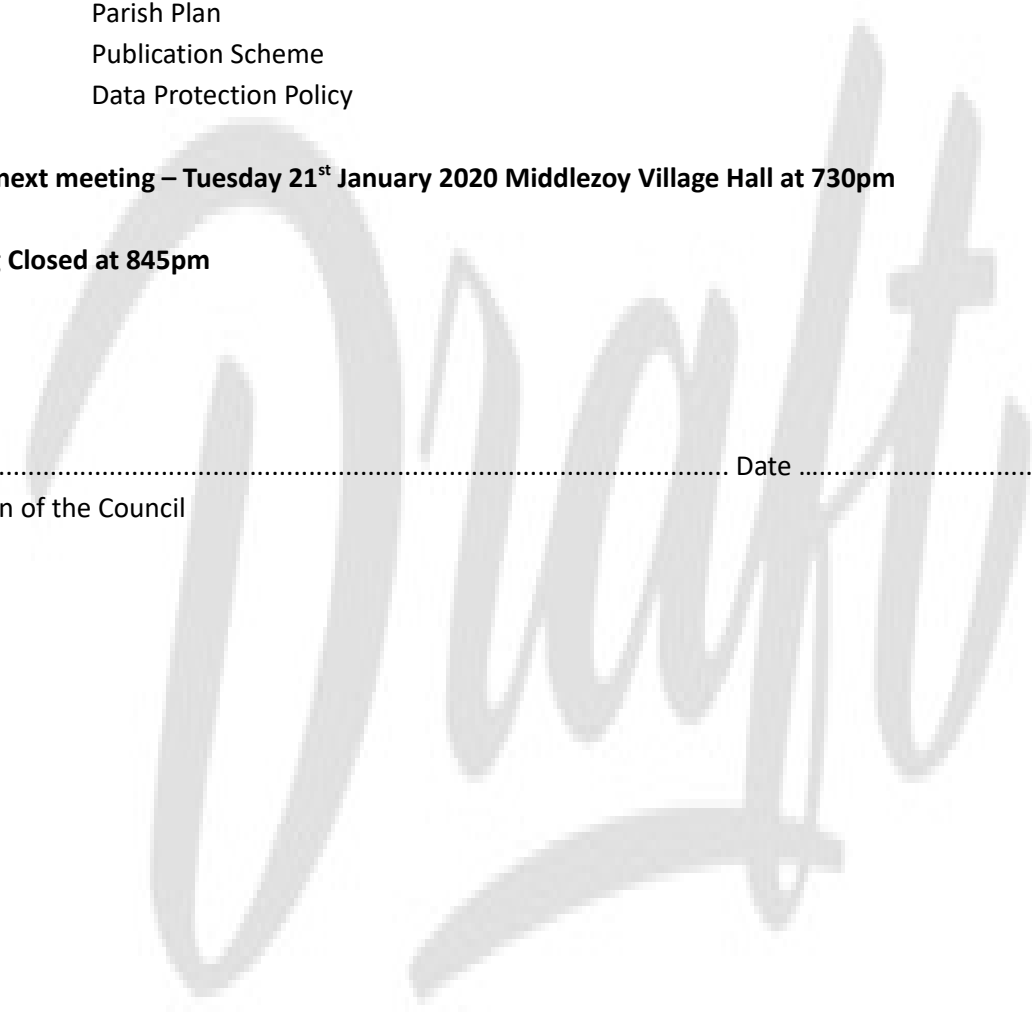 Parish Plan
Publication Scheme
Data Protection Policy
next meeting – Tuesday 21st January 2020 Middlezoy Village Hall at 730pm
Closed at 845pm
........................................................................................ Date ...............................
n of the Council
Draft